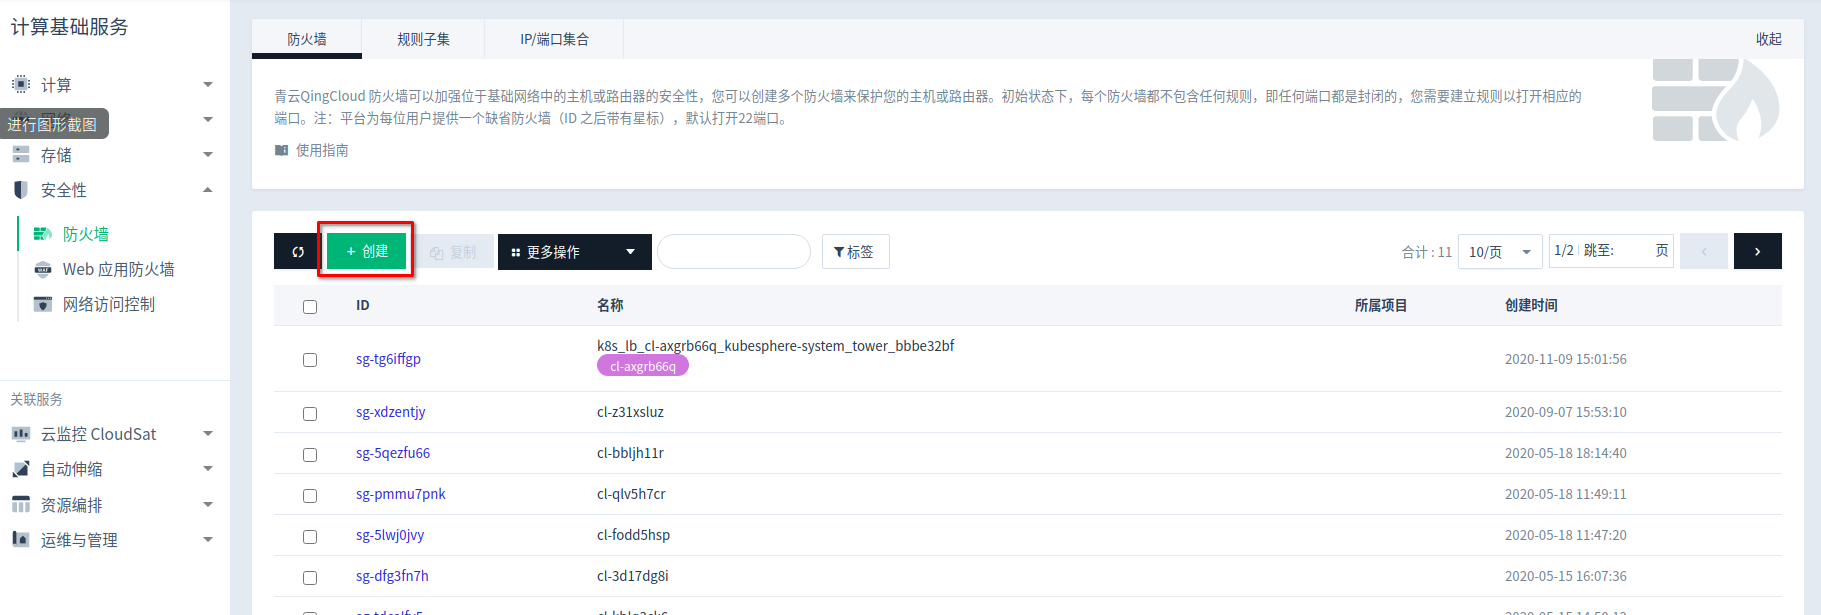 计算基础服务
计算
进行图形截图
存储
安全性
防火墙
Web 应用防火墙
网络访问控制
关联服务
云监控 CloudSat
自动伸缩
资源编排
运维与管理
防火墙
规则子集
IP/端口集合
收起
青云QingCloud 防火墙可以加强位于基础网络中的主机或路由器的安全性，您可以创建多个防火墙来保护您的主机或路由器。初始状态下，每个防火墙都不包含任何规则，即任何端口都是封闭的，您需要建立规则以打开相应的
端口。注：平台为每位用户提供一个缺省防火墙（ID 之后带有星标），默认打开22端口。
使用指南
+ 创建
复制
更多操作
标签
合计 : 11
10/页
1/2 跳至: 页
ID 名称 所属项目 创建时间
k8s_lb_cl-axgrb66q_kubesphere-system_tower_bbbe32bf
sg-tg6iffgp 2020-11-09 15:01:56
cl-axgrb66q
sg-xdzentjy cl-z31xsluz 2020-09-07 15:53:10
sg-5qezfu66 cl-bbljh11r 2020-05-18 18:14:40
sg-pmmu7pnk cl-qlv5h7cr 2020-05-18 11:49:11
sg-5lwj0jvy cl-fodd5hsp 2020-05-18 11:47:20
sg-dfg3fn7h cl-3d17dg8i 2020-05-15 16:07:36